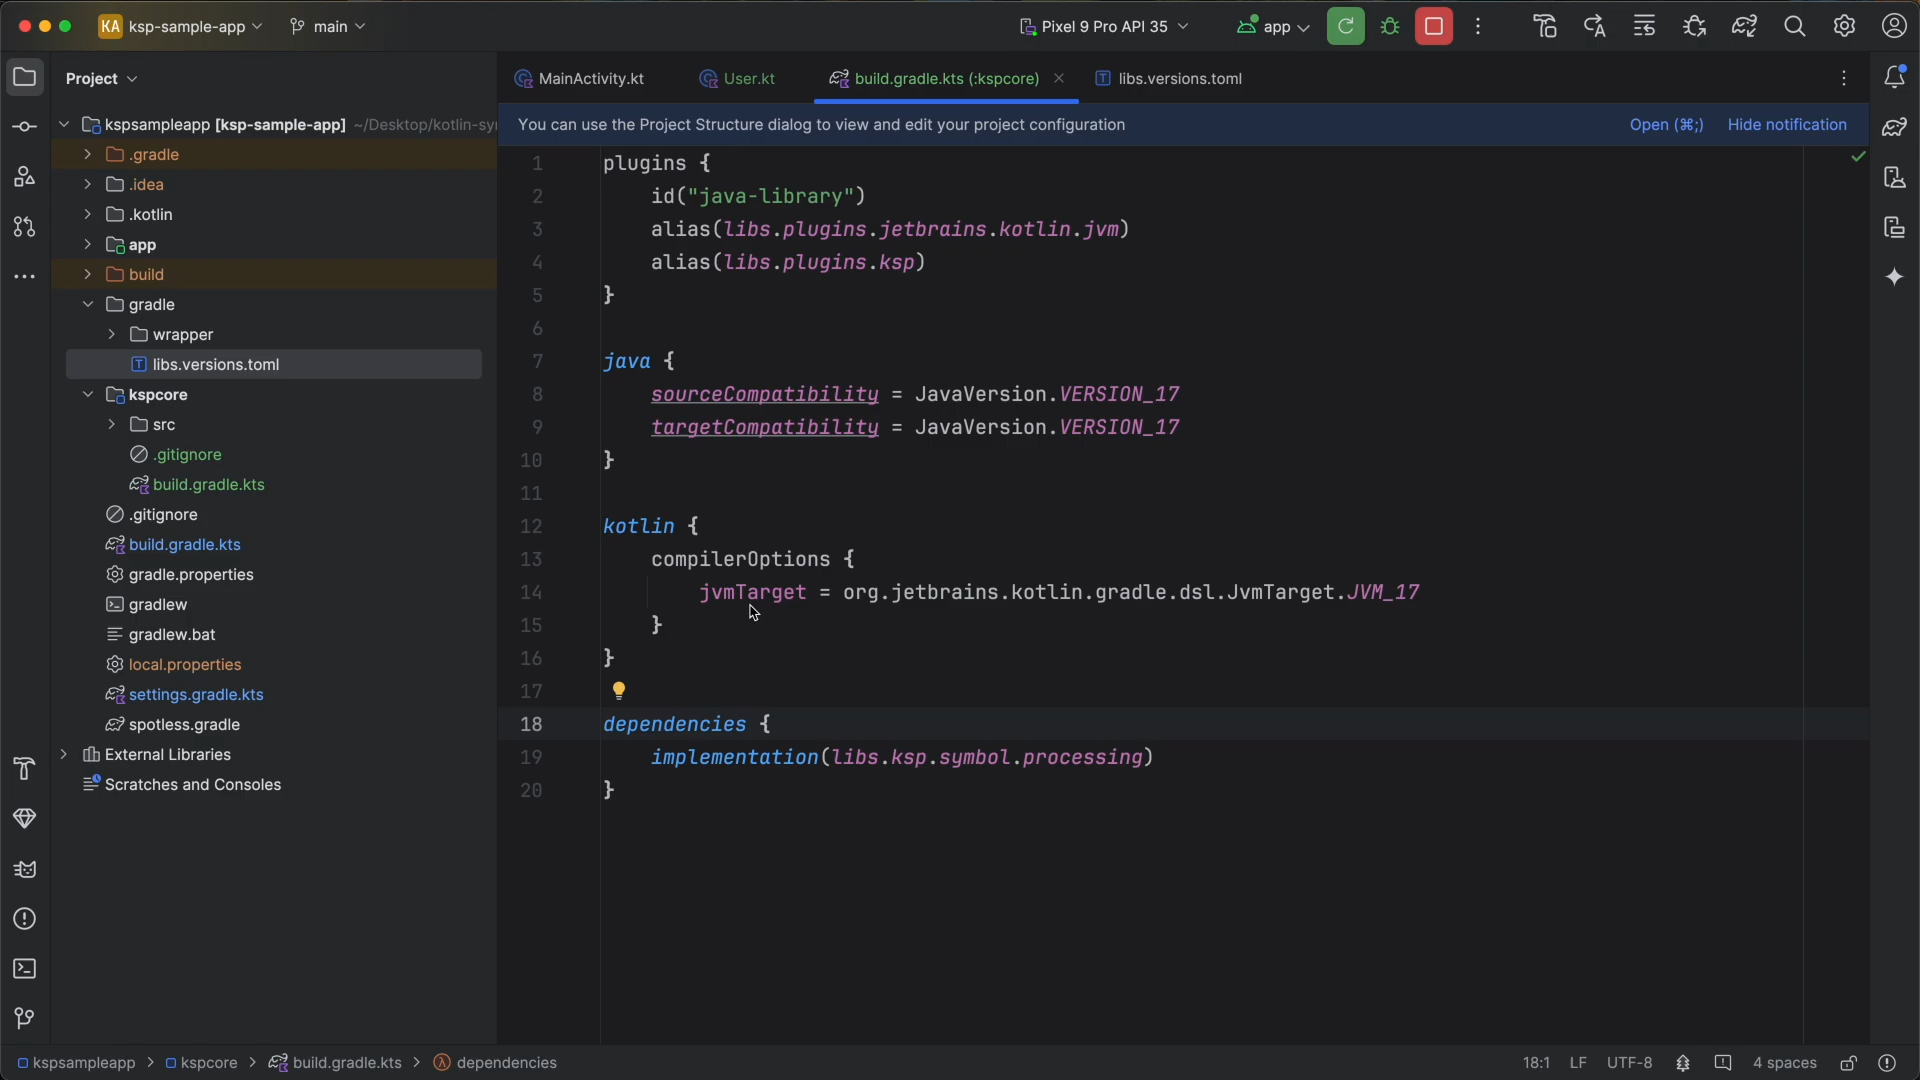 KA ksp-sample-app main Pixel 9 Pro API 35 app
Project
MainActivity.kt User.kt build.gradle.kts (:kspcore) libs.versions.toml
You can use the Project Structure dialog to view and edit your project configuration Open (⌘;) Hide notification
kspsampleapp [ksp-sample-app] ~/Desktop/kotlin-syn
.gradle
.idea
.kotlin
app
build
gradle
wrapper
libs.versions.toml
kspcore
src
.gitignore
build.gradle.kts
.gitignore
build.gradle.kts
gradle.properties
gradlew
gradlew.bat
local.properties
settings.gradle.kts
spotless.gradle
External Libraries
Scratches and Consoles
1 plugins {
2 id("java-library")
3 alias(libs.plugins.jetbrains.kotlin.jvm)
4 alias(libs.plugins.ksp)
5 }
6
7 java {
8 sourceCompatibility = JavaVersion.VERSION_17
9 targetCompatibility = JavaVersion.VERSION_17
10 }
11
12 kotlin {
13 compilerOptions {
14 jvmTarget = org.jetbrains.kotlin.gradle.dsl.JvmTarget.JVM_17
15 }
16 }
17
18 dependencies {
19 implementation(libs.ksp.symbol.processing)
20 }
kspsampleapp > kspcore > build.gradle.kts > dependencies 18:1 LF UTF-8 4 spaces